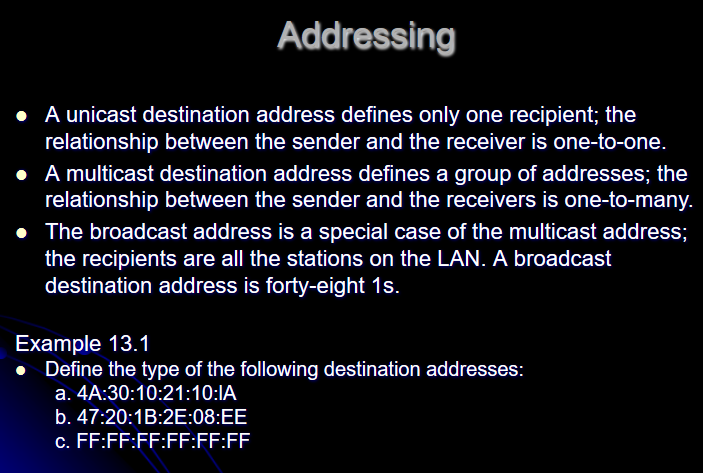 Addressing
A unicast destination address defines only one recipient; the
relationship between the sender and the receiver is one-to-one.
A multicast destination address defines a group of addresses; the
relationship between the sender and the receivers is one-to-many.
The broadcast address is a special case of the multicast address;
the recipients are all the stations on the LAN. A broadcast
destination address is forty-eight 1s.
Example 13.1
Define the type of the following destination addresses:
a. 4A:30:10:21:10:lA
b. 47:20:1B:2E:08:EE
c. FF:FF:FF:FF:FF:FF